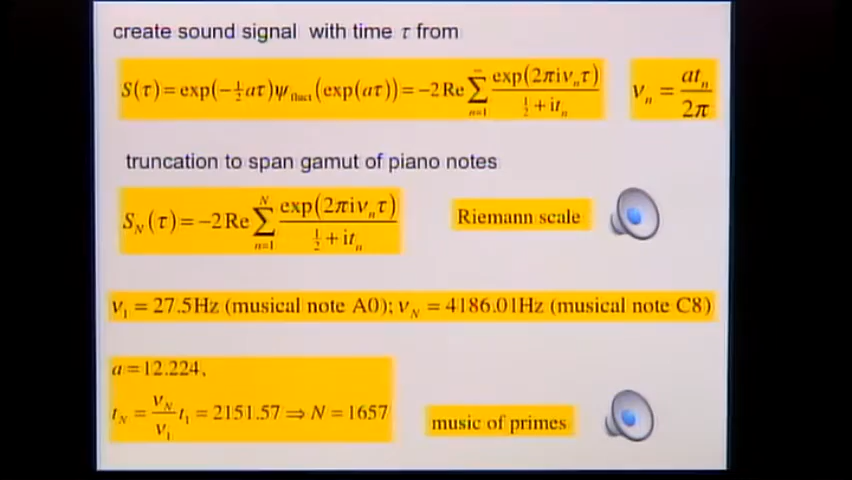 create sound signal with time τ from
S(τ) = exp(−½aτ)ψ_fluct(exp(aτ)) = −2 Re ∑_{n=1}^{∞} exp(2πiν_nτ) / (½ + it_n)
ν_n = at_n / 2π
truncation to span gamut of piano notes
S_N(τ) = −2 Re ∑_{n=1}^{N} exp(2πiν_nτ) / (½ + it_n)
Riemann scale
ν_1 = 27.5Hz (musical note A0); ν_N = 4186.01Hz (musical note C8)
a = 12.224,
t_N = (ν_N / ν_1) t_1 = 2151.57 ⇒ N = 1657
music of primes